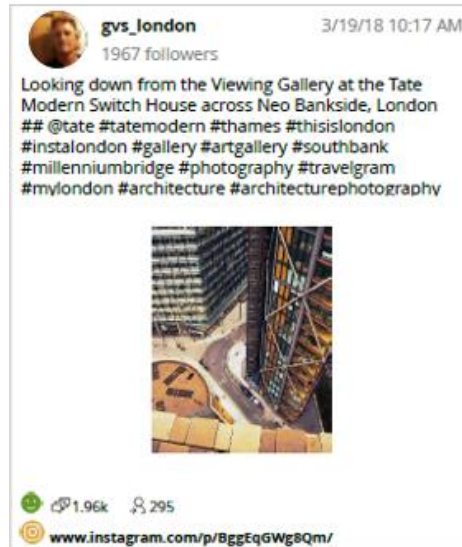 gvs_london 3/19/18 10:17 AM
1967 followers
Looking down from the Viewing Gallery at the Tate
Modern Switch House across Neo Bankside, London
## @tate #tatemodern #thames #thisislondon
#instalondon #gallery #artgallery #southbank
#millenniumbridge #photography #travelgram
#mylondon #architecture #architecturephotography
1.96k 295
www.instagram.com/p/BggEqGWg8Qm/